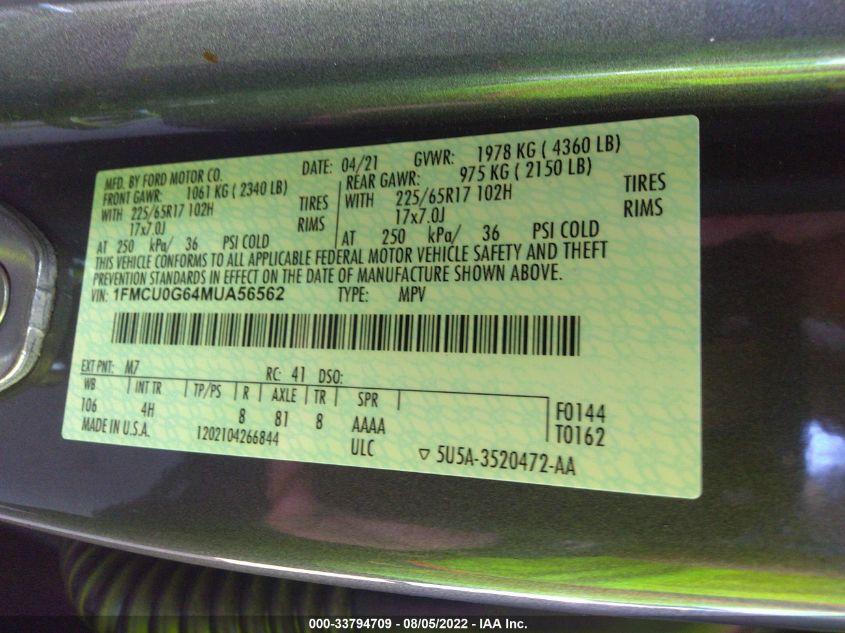 MFD. BY FORD MOTOR CO. DATE: 04/21 GVWR: 1978 KG ( 4360 LB)
FRONT GAWR: 1061 KG ( 2340 LB) REAR GAWR: 975 KG ( 2150 LB)
WITH 225/65R17 102H TIRES WITH 225/65R17 102H TIRES
17x7.0J RIMS 17x7.0J RIMS
AT 250 kPa/ 36 PSI COLD AT 250 kPa/ 36 PSI COLD
THIS VEHICLE CONFORMS TO ALL APPLICABLE FEDERAL MOTOR VEHICLE SAFETY AND THEFT
PREVENTION STANDARDS IN EFFECT ON THE DATE OF MANUFACTURE SHOWN ABOVE.
VIN: 1FMCU0G64MUA56562 TYPE: MPV
EXT PNT: M7 RC: 41 DSO:
WB INT TR TP/PS R AXLE TR SPR
106 4H 8 81 8 AAAA F0144
MADE IN U.S.A. 1202104266844 ULC T0162
▽ 5U5A-3520472-AA
000-33794709 - 08/05/2022 - IAA Inc.